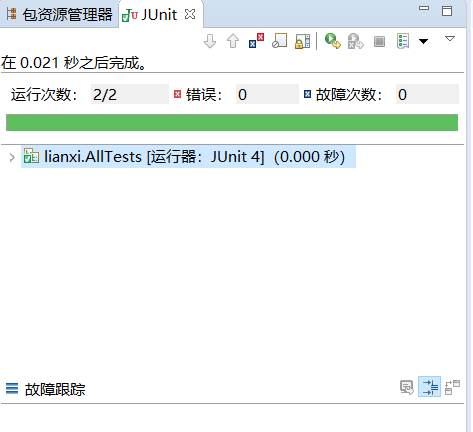 包资源管理器 JUnit
在 0.021 秒之后完成。
运行次数： 2/2 错误： 0 故障次数： 0
lianxi.AllTests [运行器：JUnit 4]（0.000 秒）
故障跟踪